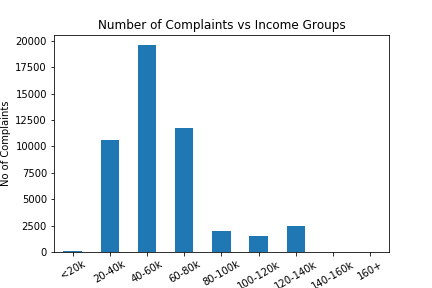 Number of Complaints vs Income Groups
20000
17500
15000
12500
10000
7500
5000
2500
0
No of Complaints
<20k
20-40k
40-60k
60-80k
80-100k
100-120k
120-140k
140-160k
160+